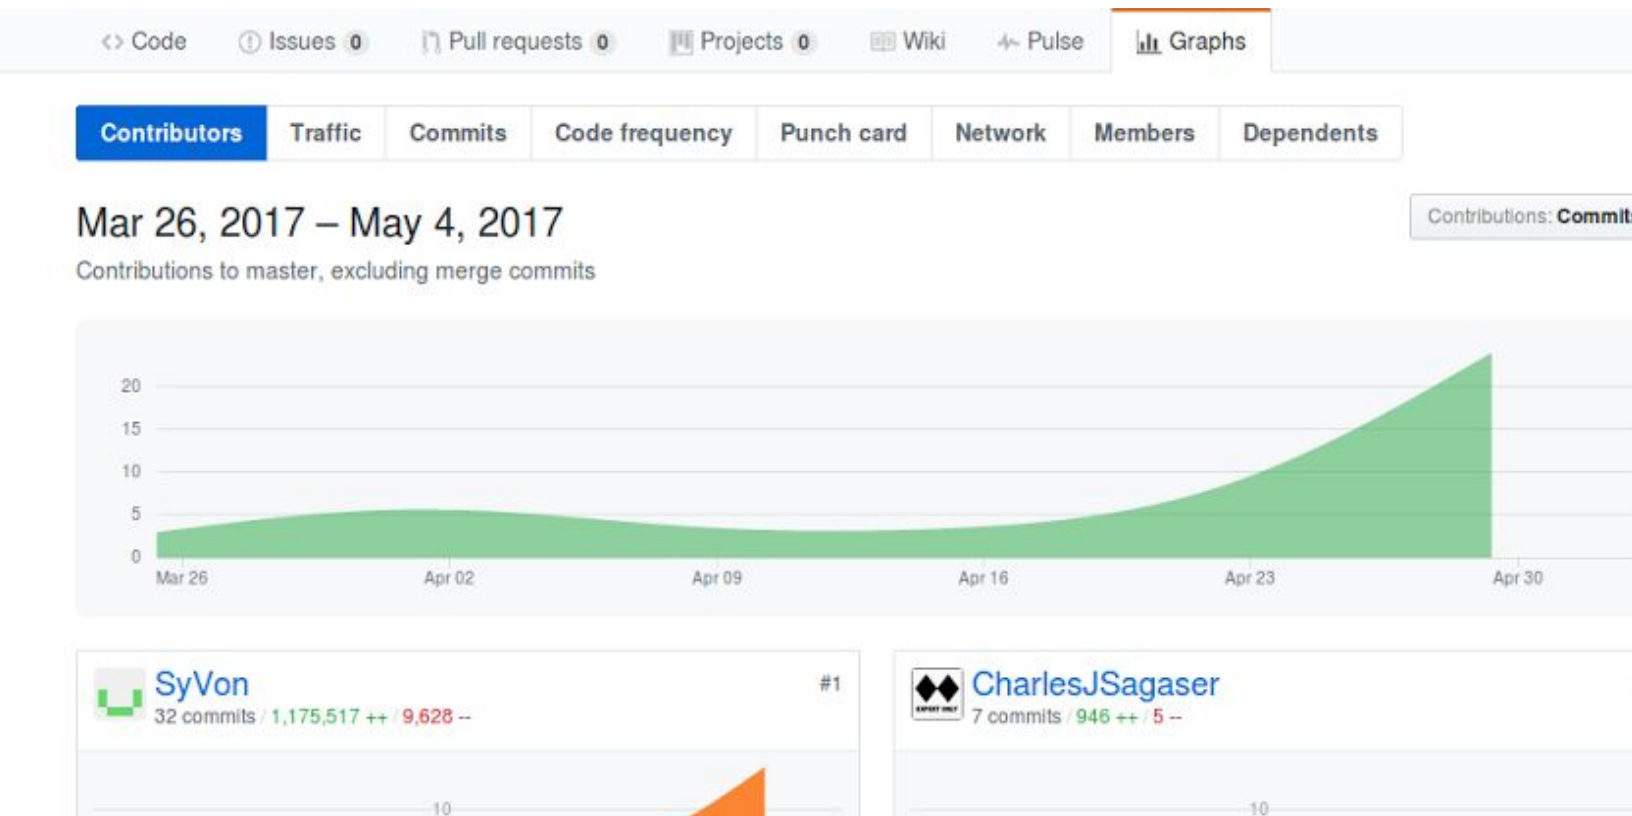 Code Issues 0 Pull requests 0 Projects 0 Wiki Pulse Graphs
Contributors Traffic Commits Code frequency Punch card Network Members Dependents
Mar 26, 2017 – May 4, 2017
Contributions: Commits
Contributions to master, excluding merge commits
20
15
10
5
0
Mar 26 Apr 02 Apr 09 Apr 16 Apr 23 Apr 30
SyVon #1
32 commits / 1,175,517 ++ / 9,628 --
CharlesJSagaser
7 commits / 946 ++ / 5 --
10
10